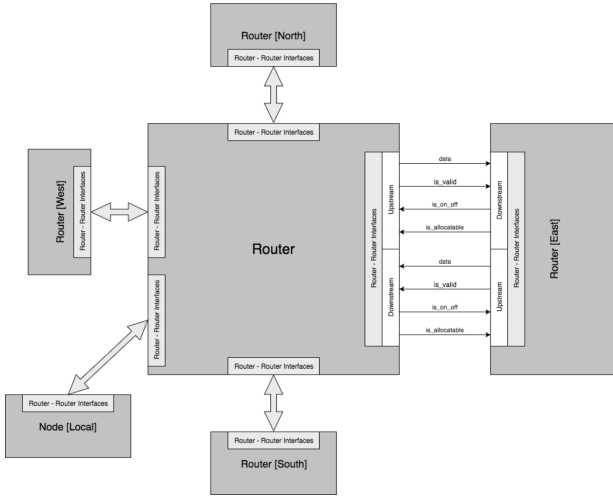 Router [North]
Router - Router Interfaces
Router - Router Interfaces
Router [West]
Router - Router Interfaces
Router - Router Interfaces
Router
Router - Router Interfaces
Upstream
Downstream
data
is_valid
is_on_off
is_allocatable
data
is_valid
is_on_off
is_allocatable
Downstream
Upstream
Router - Router Interfaces
Router [East]
Router - Router Interfaces
Router - Router Interfaces
Router - Router Interfaces
Node [Local]
Router - Router Interfaces
Router [South]